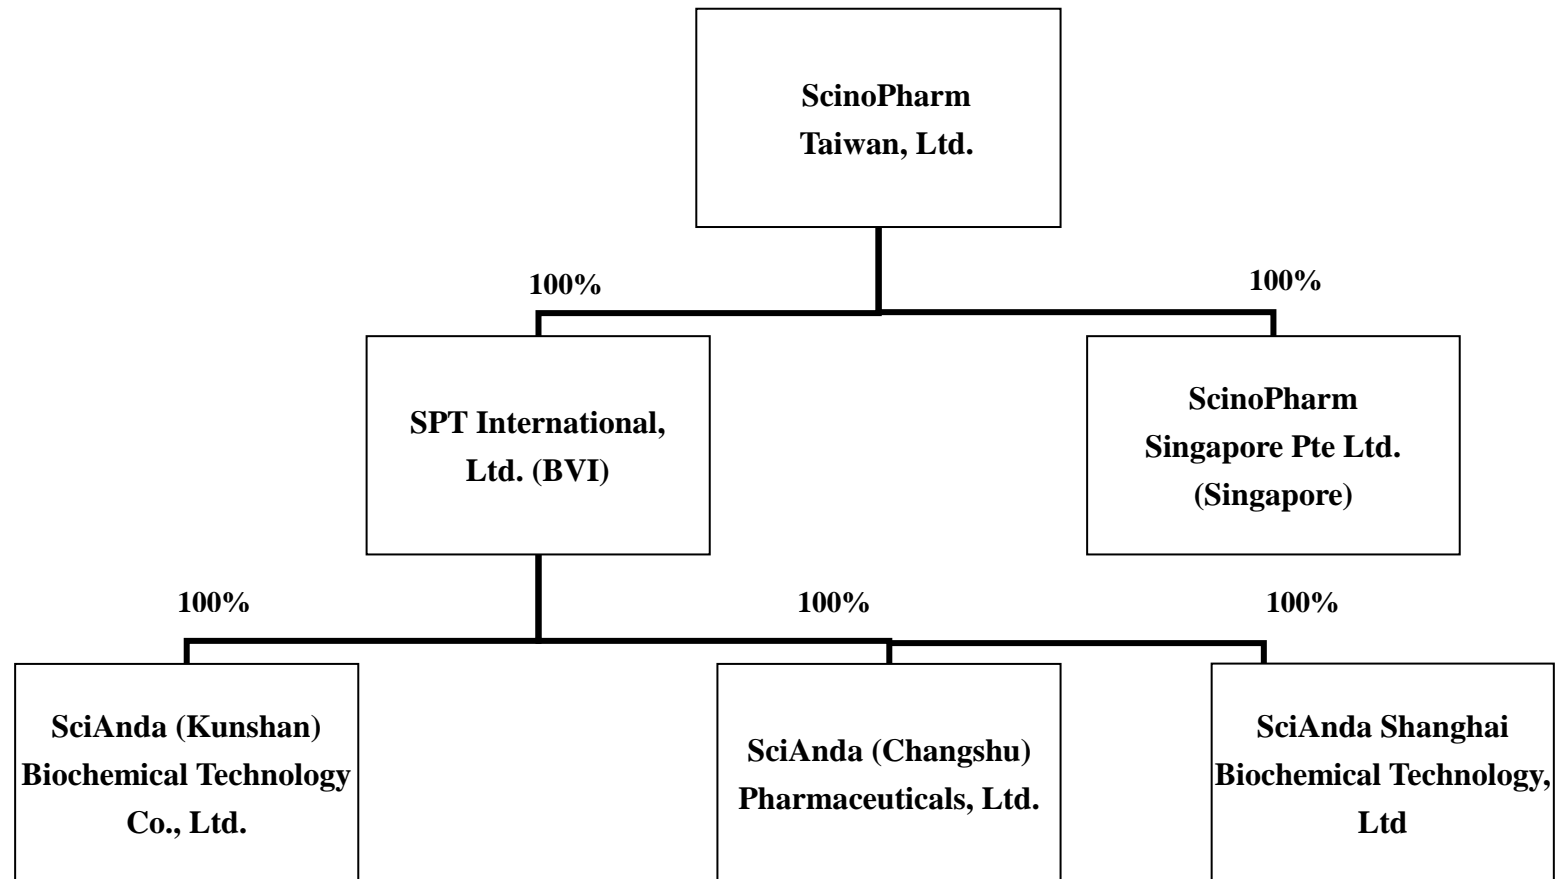 ScinoPharm
Taiwan, Ltd.
100%
100%
SPT International,
Ltd. (BVI)
ScinoPharm
Singapore Pte Ltd.
(Singapore)
100%
100%
100%
SciAnda (Kunshan)
Biochemical Technology
Co., Ltd.
SciAnda (Changshu)
Pharmaceuticals, Ltd.
SciAnda Shanghai
Biochemical Technology,
Ltd